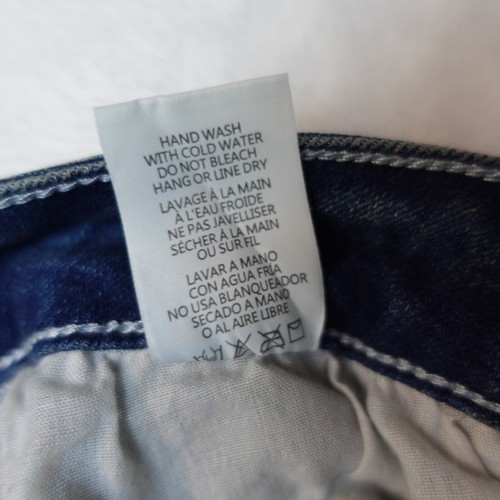 HAND WASH
WITH COLD WATER
DO NOT BLEACH
HANG OR LINE DRY
LAVAGE À LA MAIN
À L'EAU FROIDE
NE PAS JAVELLISER
SÉCHER À LA MAIN
OU SUR FIL
LAVAR A MANO
CON AGUA FRIA
NO USA BLANQUEADOR
SECADO A MANO
O AL AIRE LIBRE